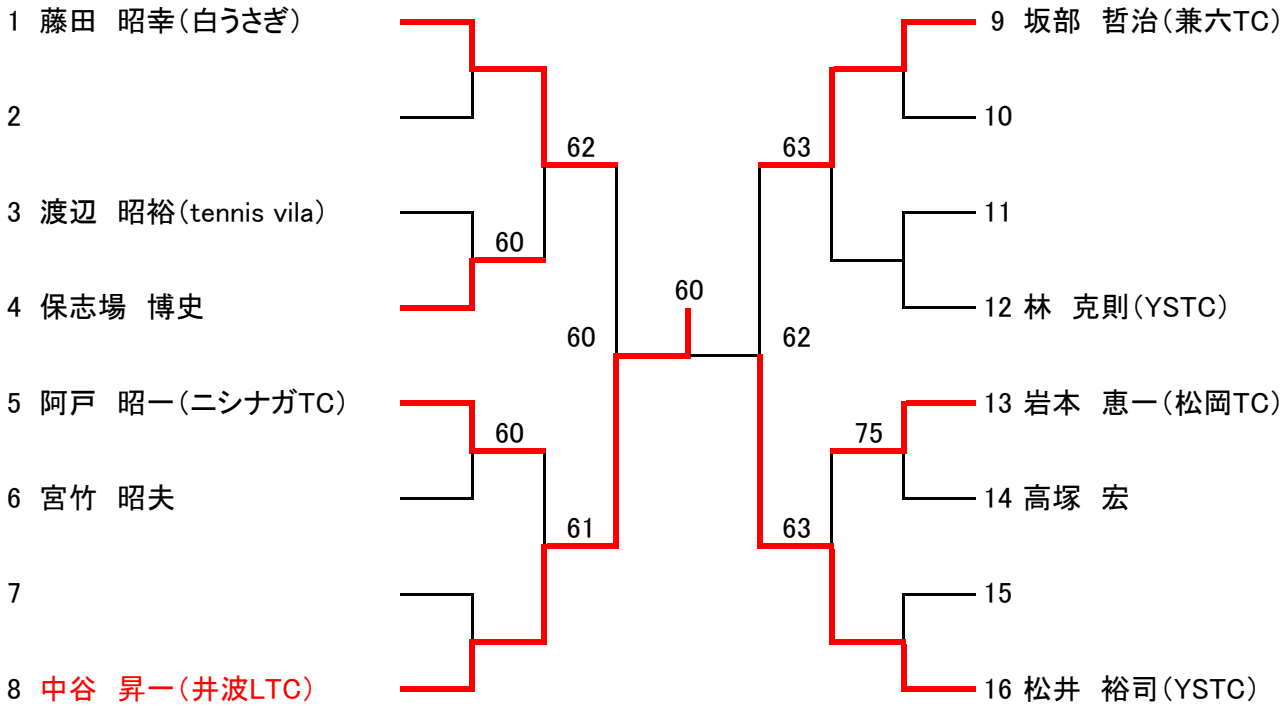 1 藤田 昭幸(白うさぎ)
2
3 渡辺 昭裕(tennis vila)
4 保志場 博史
5 阿戸 昭一(ニシナガTC)
6 宮竹 昭夫
7
8 中谷 昇一(井波LTC)
62
60
60
60
61
60
63
62
75
63
9 坂部 哲治(兼六TC)
10
11
12 林 克則(YSTC)
13 岩本 恵一(松岡TC)
14 高塚 宏
15
16 松井 裕司(YSTC)